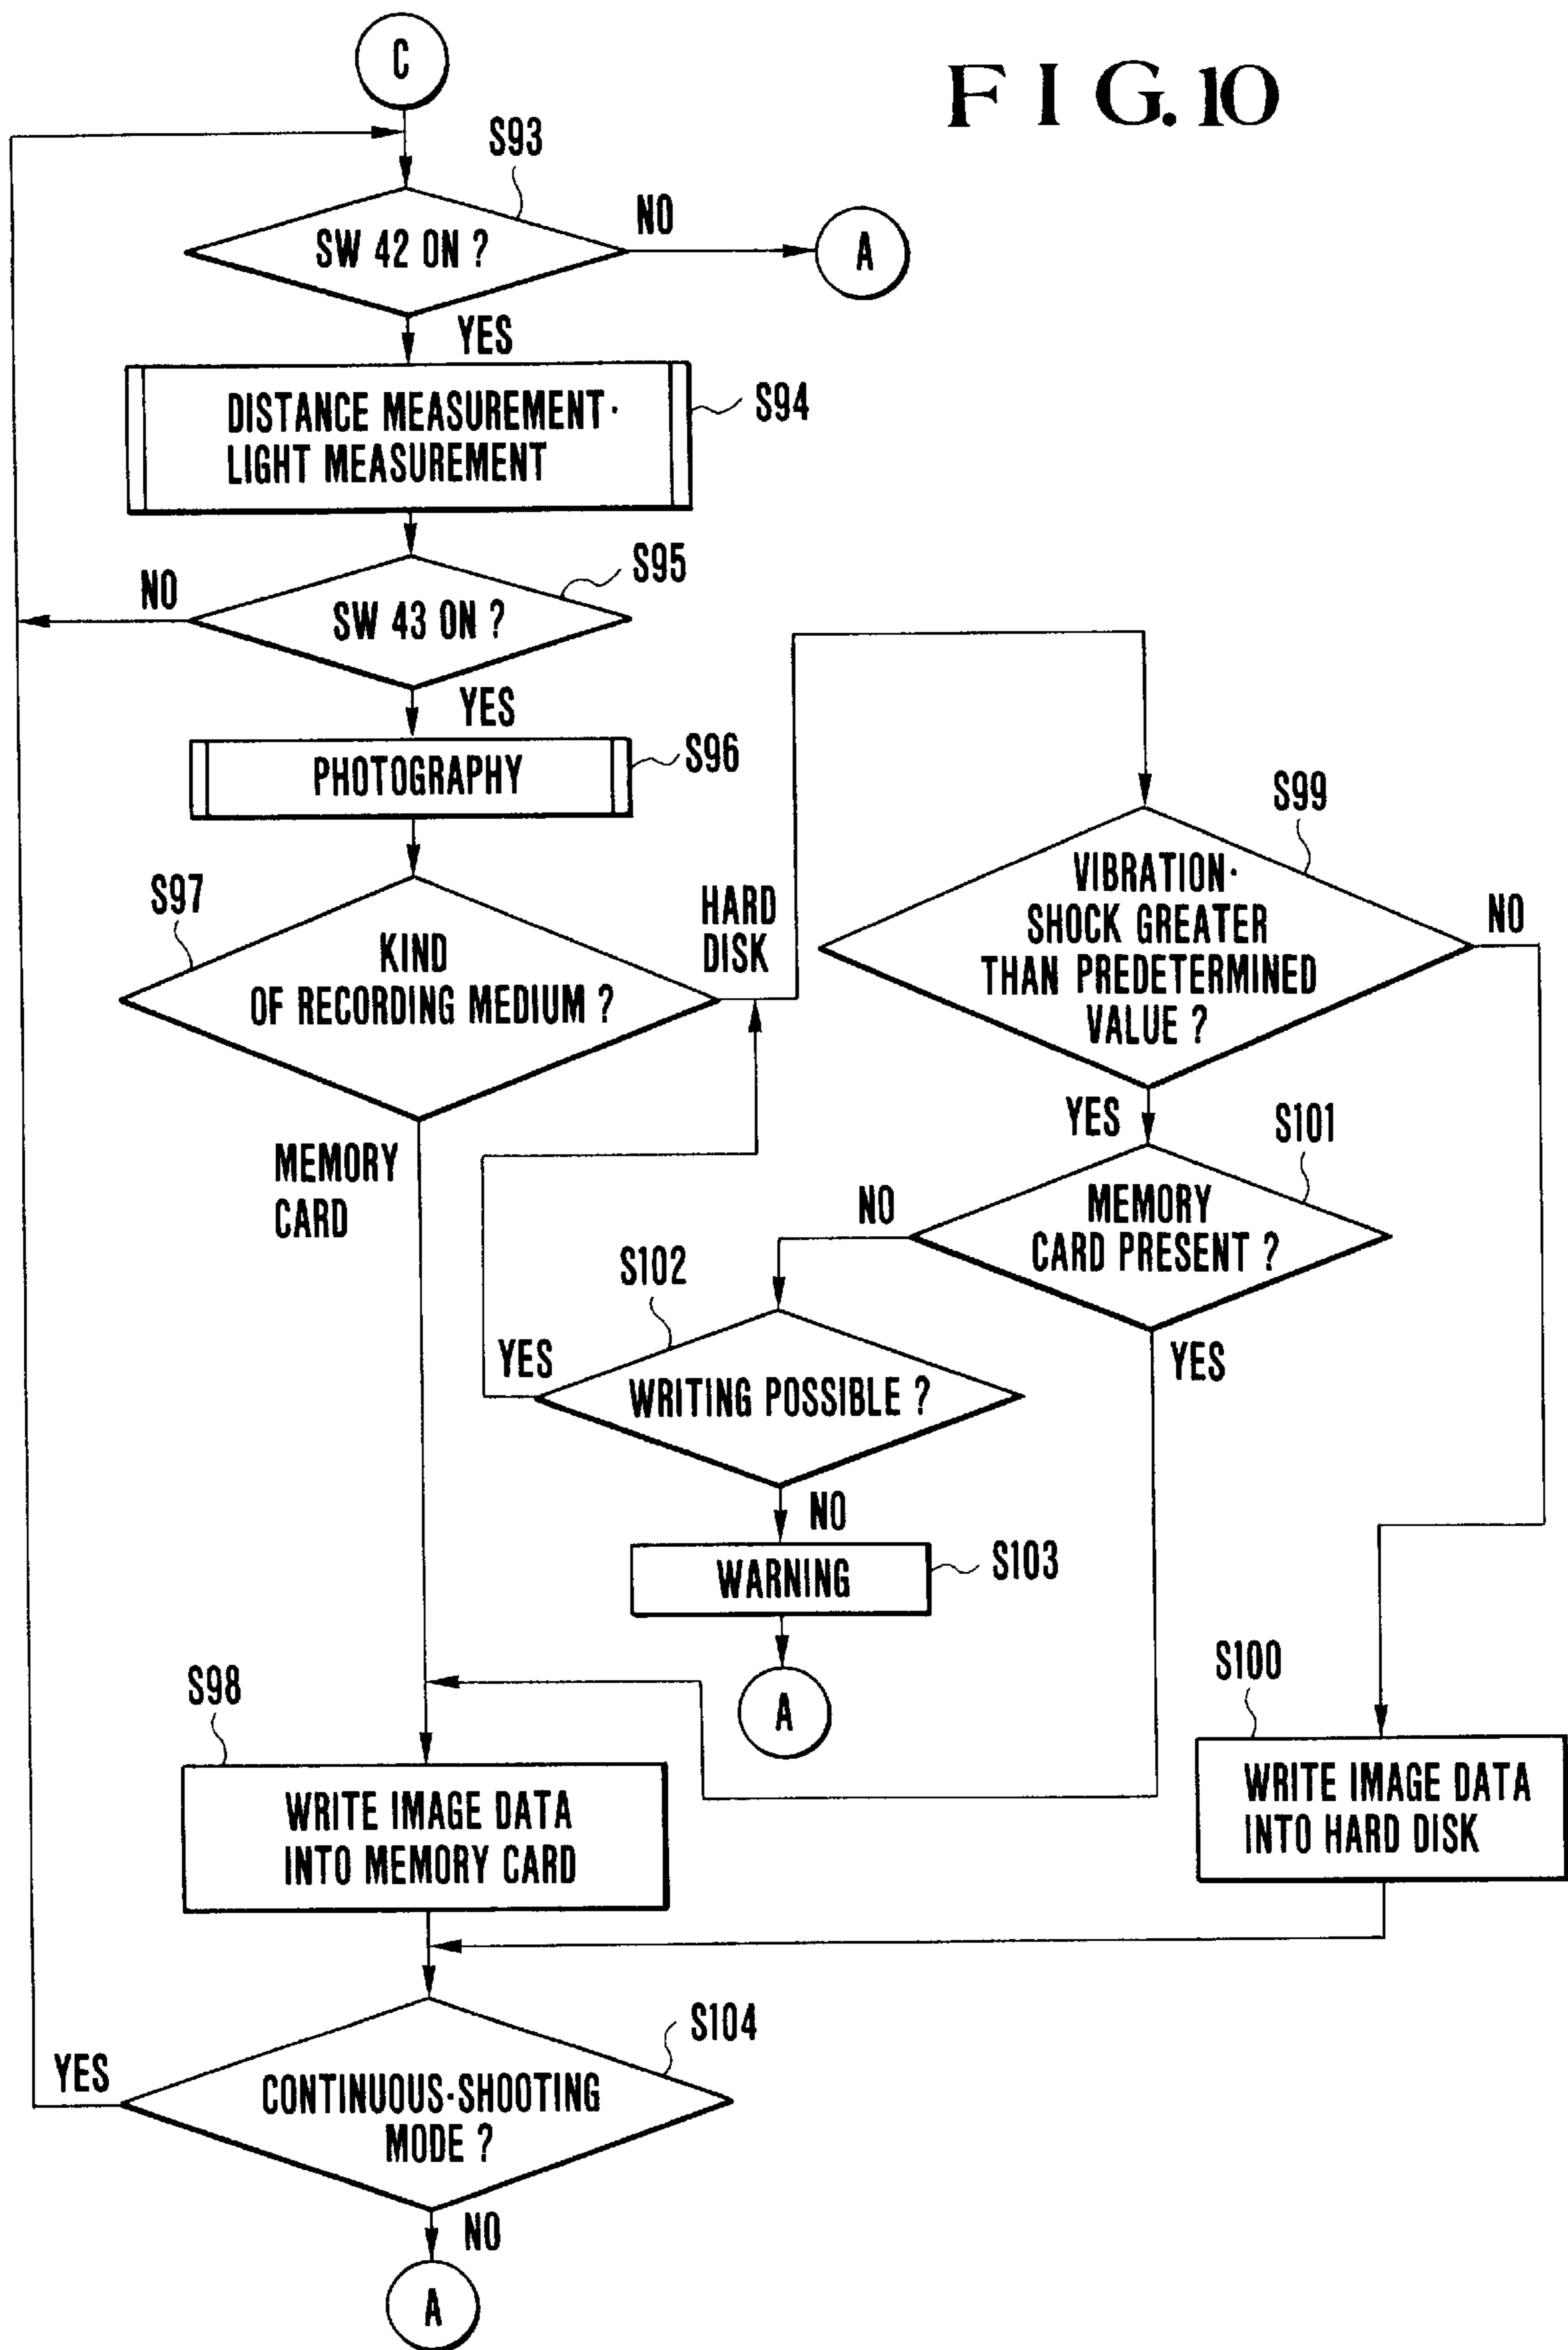 FIG. 10
C
S93
SW 42 ON ?
NO
A
YES
DISTANCE MEASUREMENT·
LIGHT MEASUREMENT
S94
S95
NO
SW 43 ON ?
YES
PHOTOGRAPHY
S96
S97
KIND
OF RECORDING MEDIUM ?
HARD
DISK
MEMORY
CARD
S99
VIBRATION·
SHOCK GREATER
THAN PREDETERMINED
VALUE ?
NO
YES
S101
MEMORY
CARD PRESENT ?
NO
YES
S102
YES
WRITING POSSIBLE ?
NO
WARNING
S103
A
S98
WRITE IMAGE DATA
INTO MEMORY CARD
S100
WRITE IMAGE DATA
INTO HARD DISK
S104
YES
CONTINUOUS-SHOOTING
MODE ?
NO
A